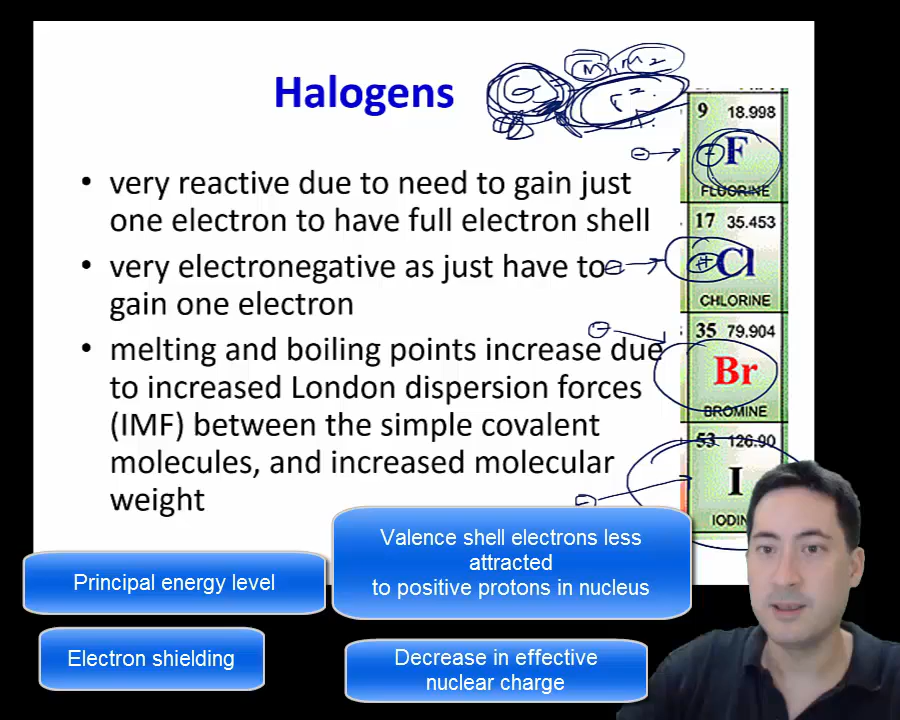 Halogens
• very reactive due to need to gain just
one electron to have full electron shell
• very electronegative as just have to
gain one electron
• melting and boiling points increase due
to increased London dispersion forces
(IMF) between the simple covalent
molecules, and increased molecular
weight
9 18.998
F
FLUORINE
17 35.453
Cl
CHLORINE
35 79.904
Br
BROMINE
53 126.90
I
Principal energy level
Electron shielding
Valence shell electrons less
attracted
to positive protons in nucleus
Decrease in effective
nuclear charge